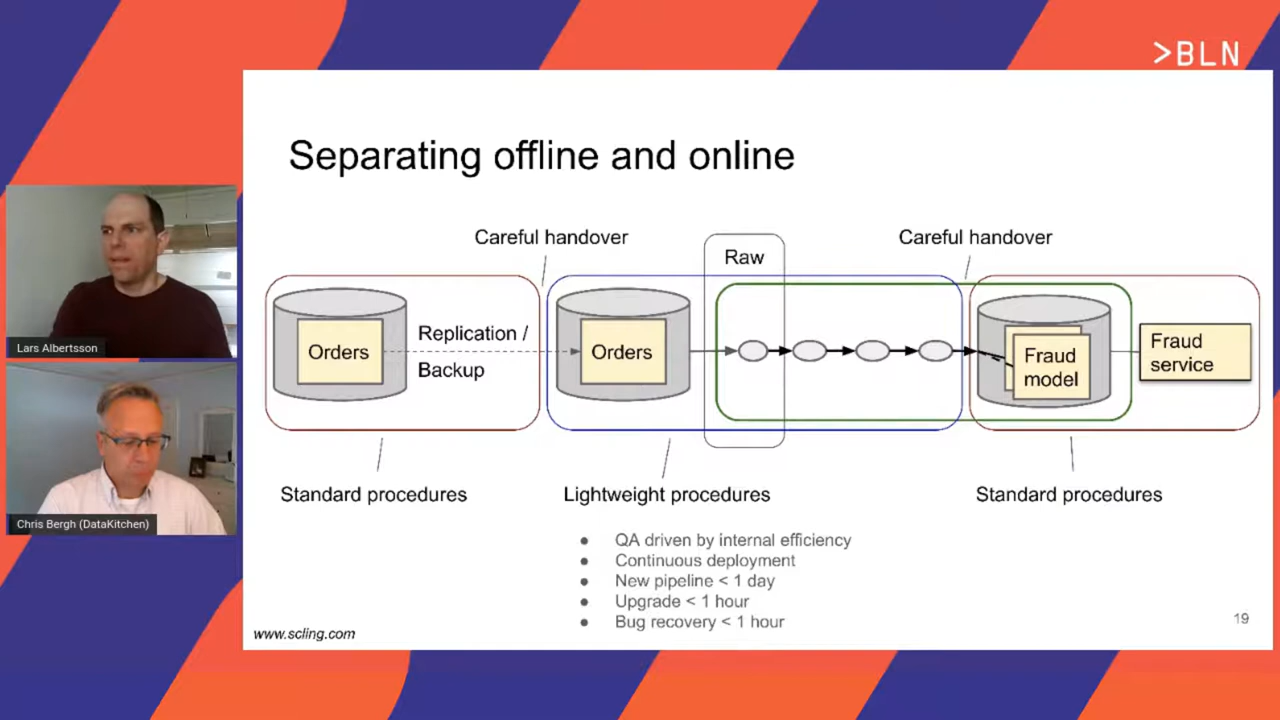 >BLN
Separating offline and online
Careful handover
Careful handover
Raw
Orders
Replication /
Backup
Orders
Fraud
model
Fraud
service
Standard procedures
Lightweight procedures
Standard procedures
● QA driven by internal efficiency
● Continuous deployment
● New pipeline < 1 day
● Upgrade < 1 hour
● Bug recovery < 1 hour
www.scling.com
19
Lars Albertsson
Chris Bergh (DataKitchen)